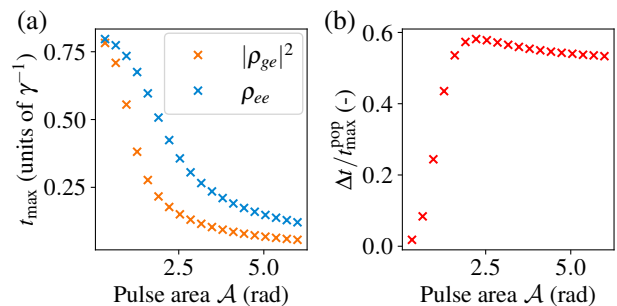 (a)
t_max (units of γ⁻¹)
0.75
0.50
0.25
|ρ_ge|²
ρ_ee
2.5
5.0
Pulse area 𝒜 (rad)
(b)
Δt/t_max^pop (-)
0.6
0.4
0.2
0.0
2.5
5.0
Pulse area 𝒜 (rad)